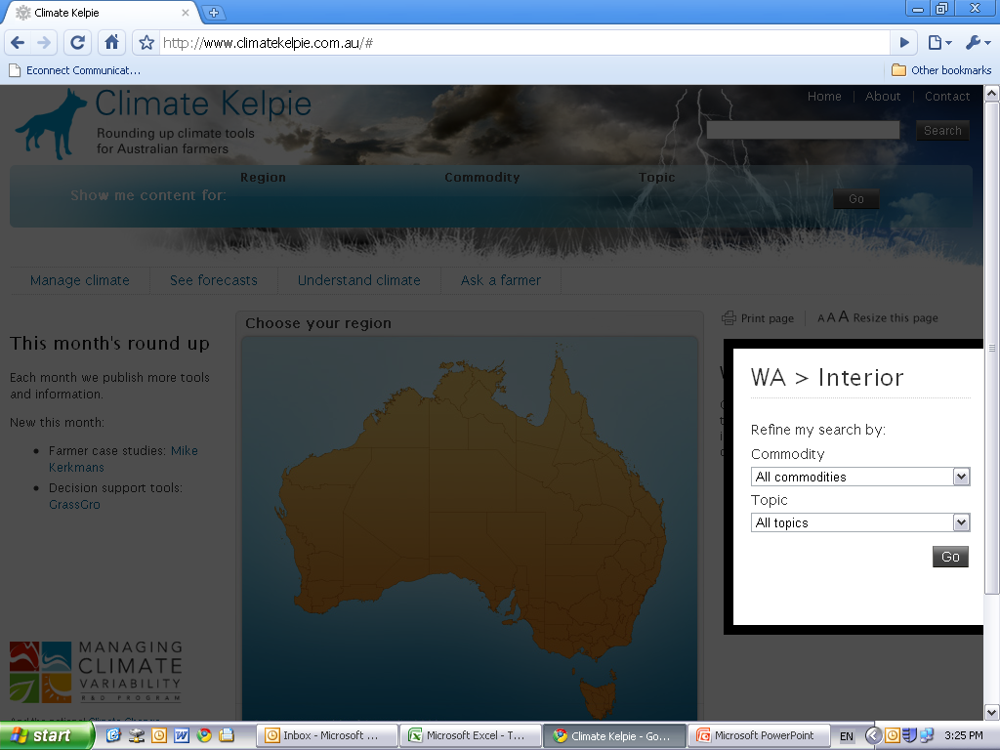 Climate Kelpie
http://www.climatekelpie.com.au/#
Econnect Communicat...
Other bookmarks
Climate Kelpie
Rounding up climate tools
for Australian farmers
Home
About
Contact
Search
Region
Commodity
Topic
Show me content for:
Go
Manage climate
See forecasts
Understand climate
Ask a farmer
Choose your region
Print page
A A A Resize this page
This month's round up
Each month we publish more tools
and information.
New this month:
Farmer case studies: Mike
Kerkmans
Decision support tools:
GrassGro
WA > Interior
Refine my search by:
Commodity
All commodities
Topic
All topics
Go
MANAGING
CLIMATE
VARIABILITY
R&D PROGRAM
start
Inbox - Microsoft ...
Microsoft Excel - T...
Climate Kelpie - Go...
Microsoft PowerPoint
EN
3:25 PM